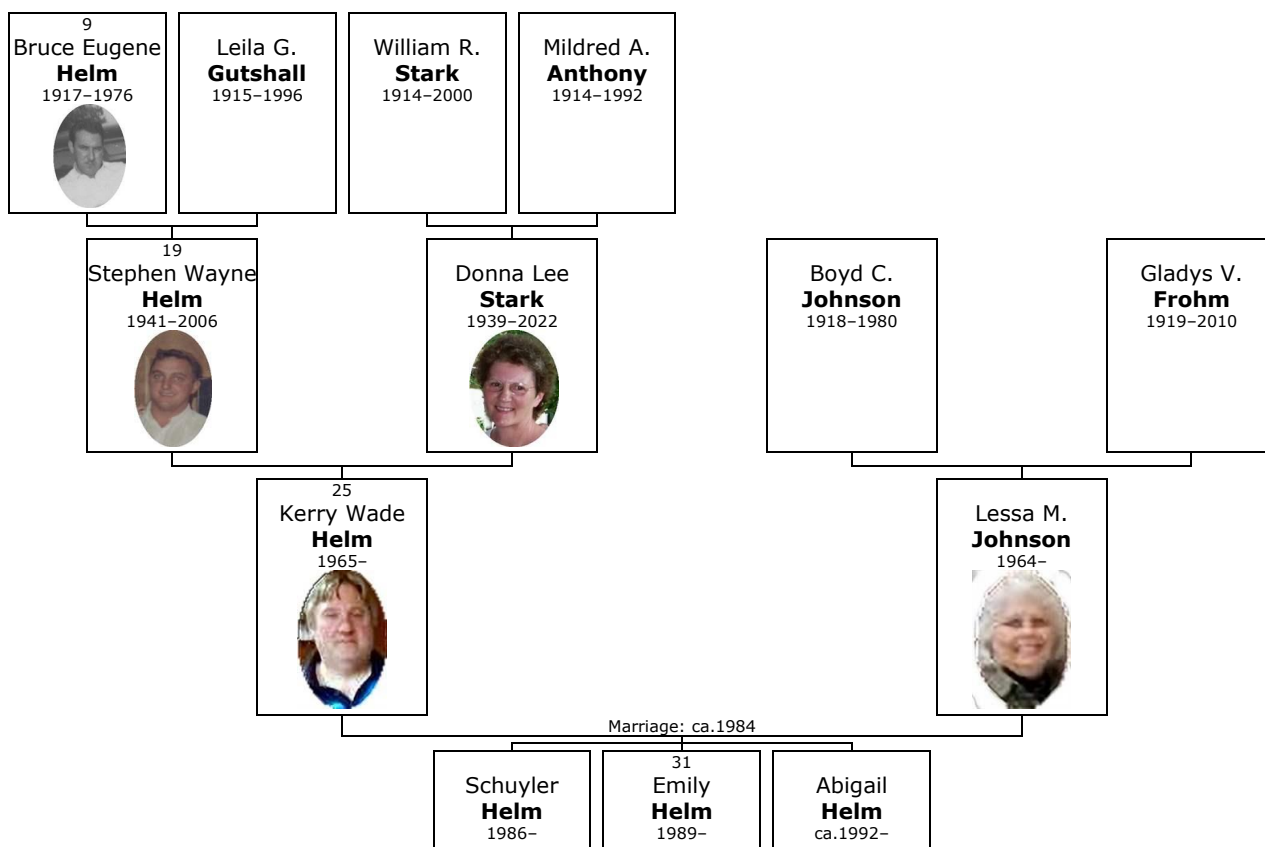 9
Bruce Eugene
Helm
1917–1976
Leila G.
Gutshall
1915–1996
William R.
Stark
1914–2000
Mildred A.
Anthony
1914–1992
19
Stephen Wayne
Helm
1941–2006
Donna Lee
Stark
1939–2022
Boyd C.
Johnson
1918–1980
Gladys V.
Frohm
1919–2010
25
Kerry Wade
Helm
1965–
Lessa M.
Johnson
1964–
Marriage: ca.1984
Schuyler
Helm
1986–
31
Emily
Helm
1989–
Abigail
Helm
ca.1992–